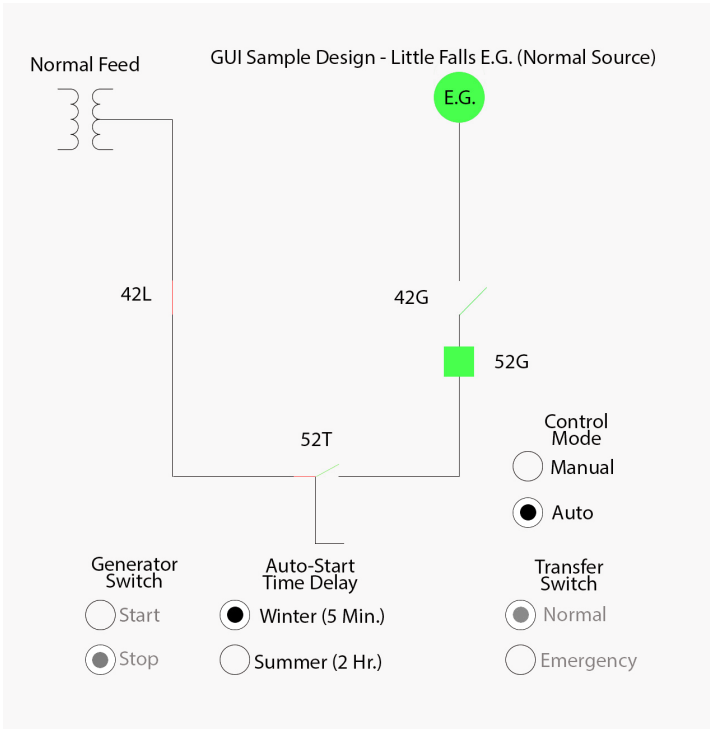 GUI Sample Design - Little Falls E.G. (Normal Source)
Normal Feed
E.G.
42L
42G
52G
52T
Control
Mode
Manual
Auto
Generator
Switch
Start
Stop
Auto-Start
Time Delay
Winter (5 Min.)
Summer (2 Hr.)
Transfer
Switch
Normal
Emergency